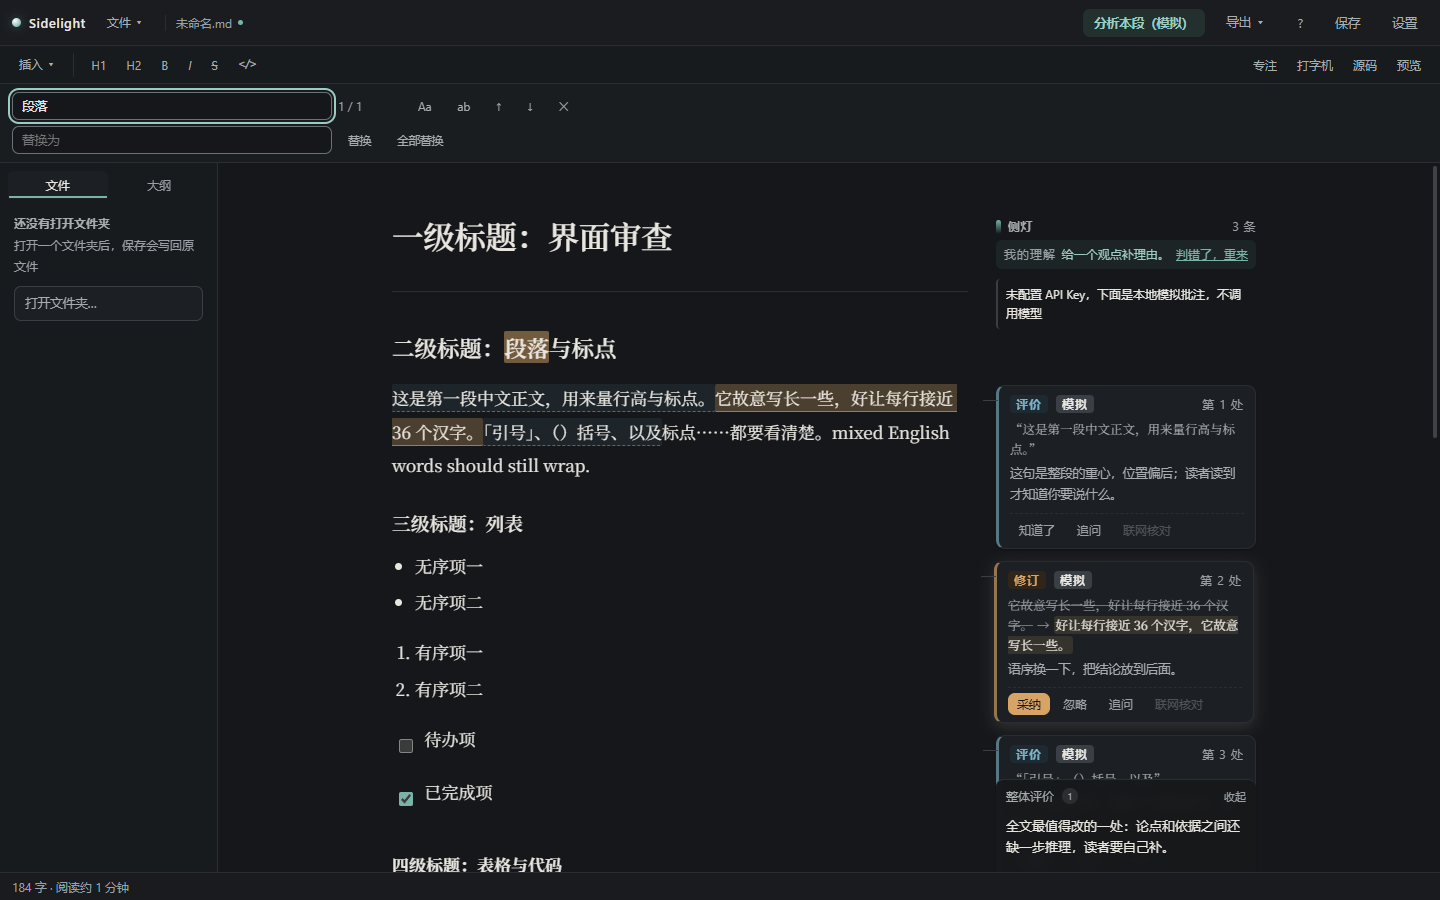 Sidelight 文件 未命名.md 分析本段（模拟） 导出 ? 保存 设置
插入 H1 H2 B I S </> 专注 打字机 源码 预览
段落 1 / 1 Aa ab ↑ ↓ ×
替换为 替换 全部替换
文件 大纲
还没有打开文件夹
打开一个文件夹后，保存会写回原
文件
打开文件夹...
一级标题：界面审查
二级标题：段落与标点
这是第一段中文正文，用来量行高与标点。它故意写长一些，好让每行接近
36 个汉字。「引号」、（）括号、以及标点……都要看清楚。mixed English
words should still wrap.
三级标题：列表
• 无序项一
• 无序项二
1. 有序项一
2. 有序项二
待办项
已完成项
四级标题：表格与代码
侧灯 3 条
我的理解 给一个观点补理由。 判错了，重来
未配置 API Key，下面是本地模拟批注，不调
用模型
评价 模拟 第 1 处
“这是第一段中文正文，用来量行高与标
点。”
这句是整段的重心，位置偏后；读者读到
才知道你要说什么。
知道了 追问 联网核对
修订 模拟 第 2 处
它故意写长一些，好让每行接近 36 个汉
字。 → 好让每行接近 36 个汉字，它故意
写长一些。
语序换一下，把结论放到后面。
采纳 忽略 追问 联网核对
评价 模拟 第 3 处
“「引号」、（）括号、以及”
整体评价 1 收起
全文最值得改的一处：论点和依据之间还
缺一步推理，读者要自己补。
184 字 · 阅读约 1 分钟